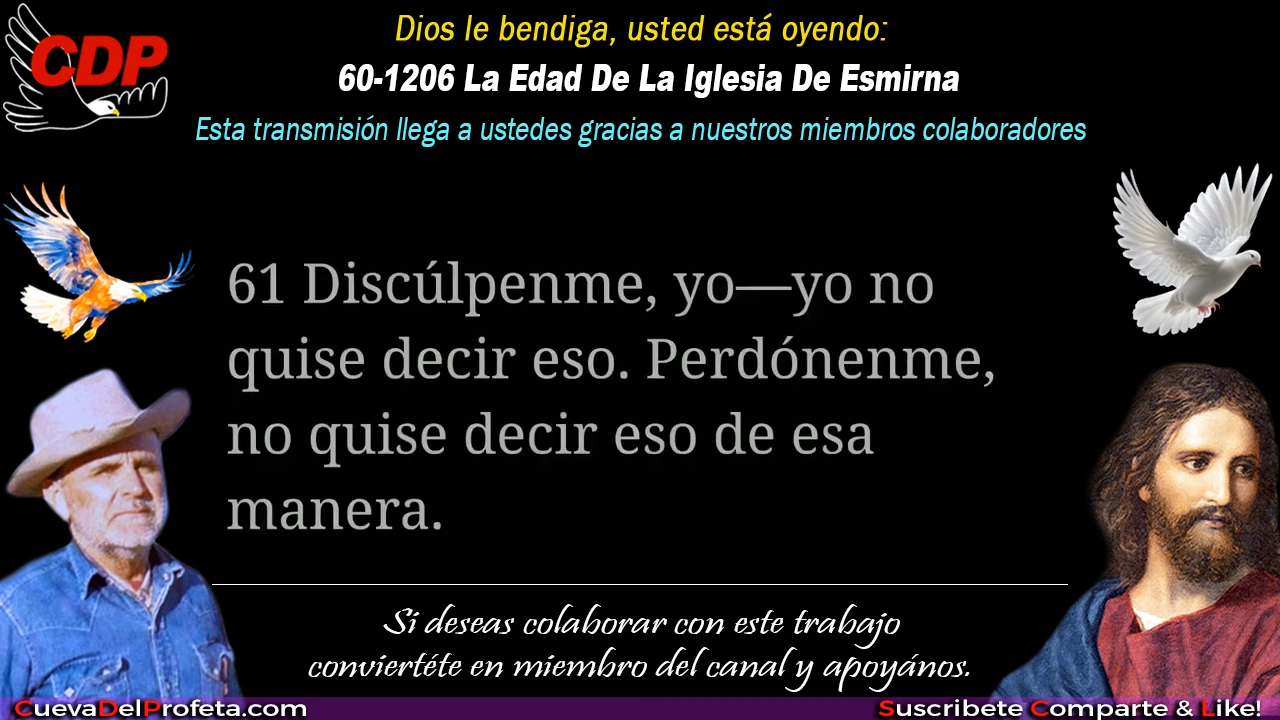 CDP
Dios le bendiga, usted está oyendo:
60-1206 La Edad De La Iglesia De Esmirna
Esta transmisión llega a ustedes gracias a nuestros miembros colaboradores
61 Discúlpenme, yo—yo no
quise decir eso. Perdónenme,
no quise decir eso de esa
manera.
Si deseas colaborar con este trabajo
conviertéte en miembro del canal y apoyános.
CuevaDelProfeta.com
Suscribete Comparte & Like!